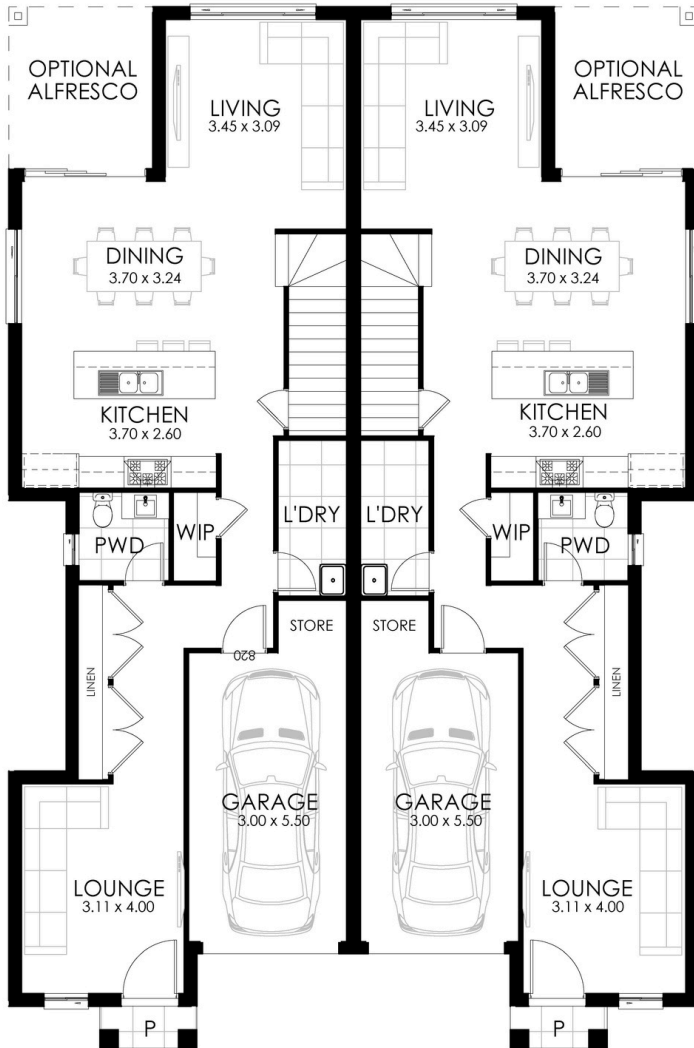 OPTIONAL
ALFRESCO
LIVING
3.45 x 3.09
LIVING
3.45 x 3.09
OPTIONAL
ALFRESCO
DINING
3.70 x 3.24
DINING
3.70 x 3.24
KITCHEN
3.70 x 2.60
KITCHEN
3.70 x 2.60
PWD
WIP
L'DRY
L'DRY
WIP
PWD
STORE
STORE
820
LINEN
LINEN
GARAGE
3.00 x 5.50
GARAGE
3.00 x 5.50
LOUNGE
3.11 x 4.00
LOUNGE
3.11 x 4.00
P
P